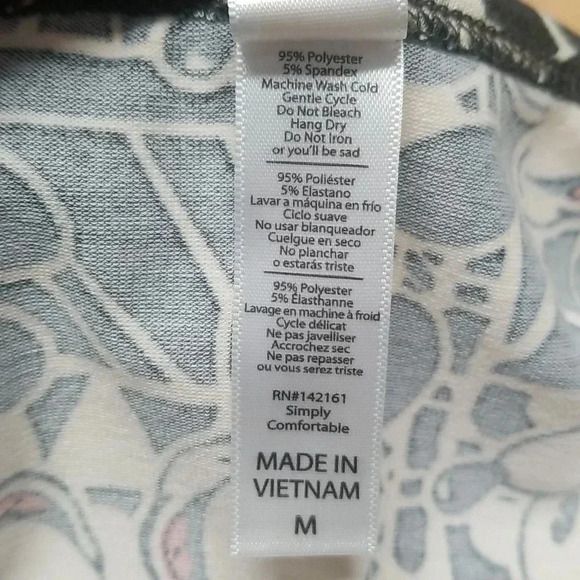 95% Polyester
5% Spandex
Machine Wash Cold
Gentle Cycle
Do Not Bleach
Hang Dry
Do Not Iron
or you'll be sad
95% Poliéster
5% Elastano
Lavar a máquina en frío
Ciclo suave
No usar blanqueador
Cuelgue en seco
No planchar
o estarás triste
95% Polyester
5% Élasthanne
Lavage en machine à froid
Cycle délicat
Ne pas javelliser
Accrochez sec
Ne pas repasser
ou vous serez triste
RN#142161
Simply
Comfortable
MADE IN
VIETNAM
M